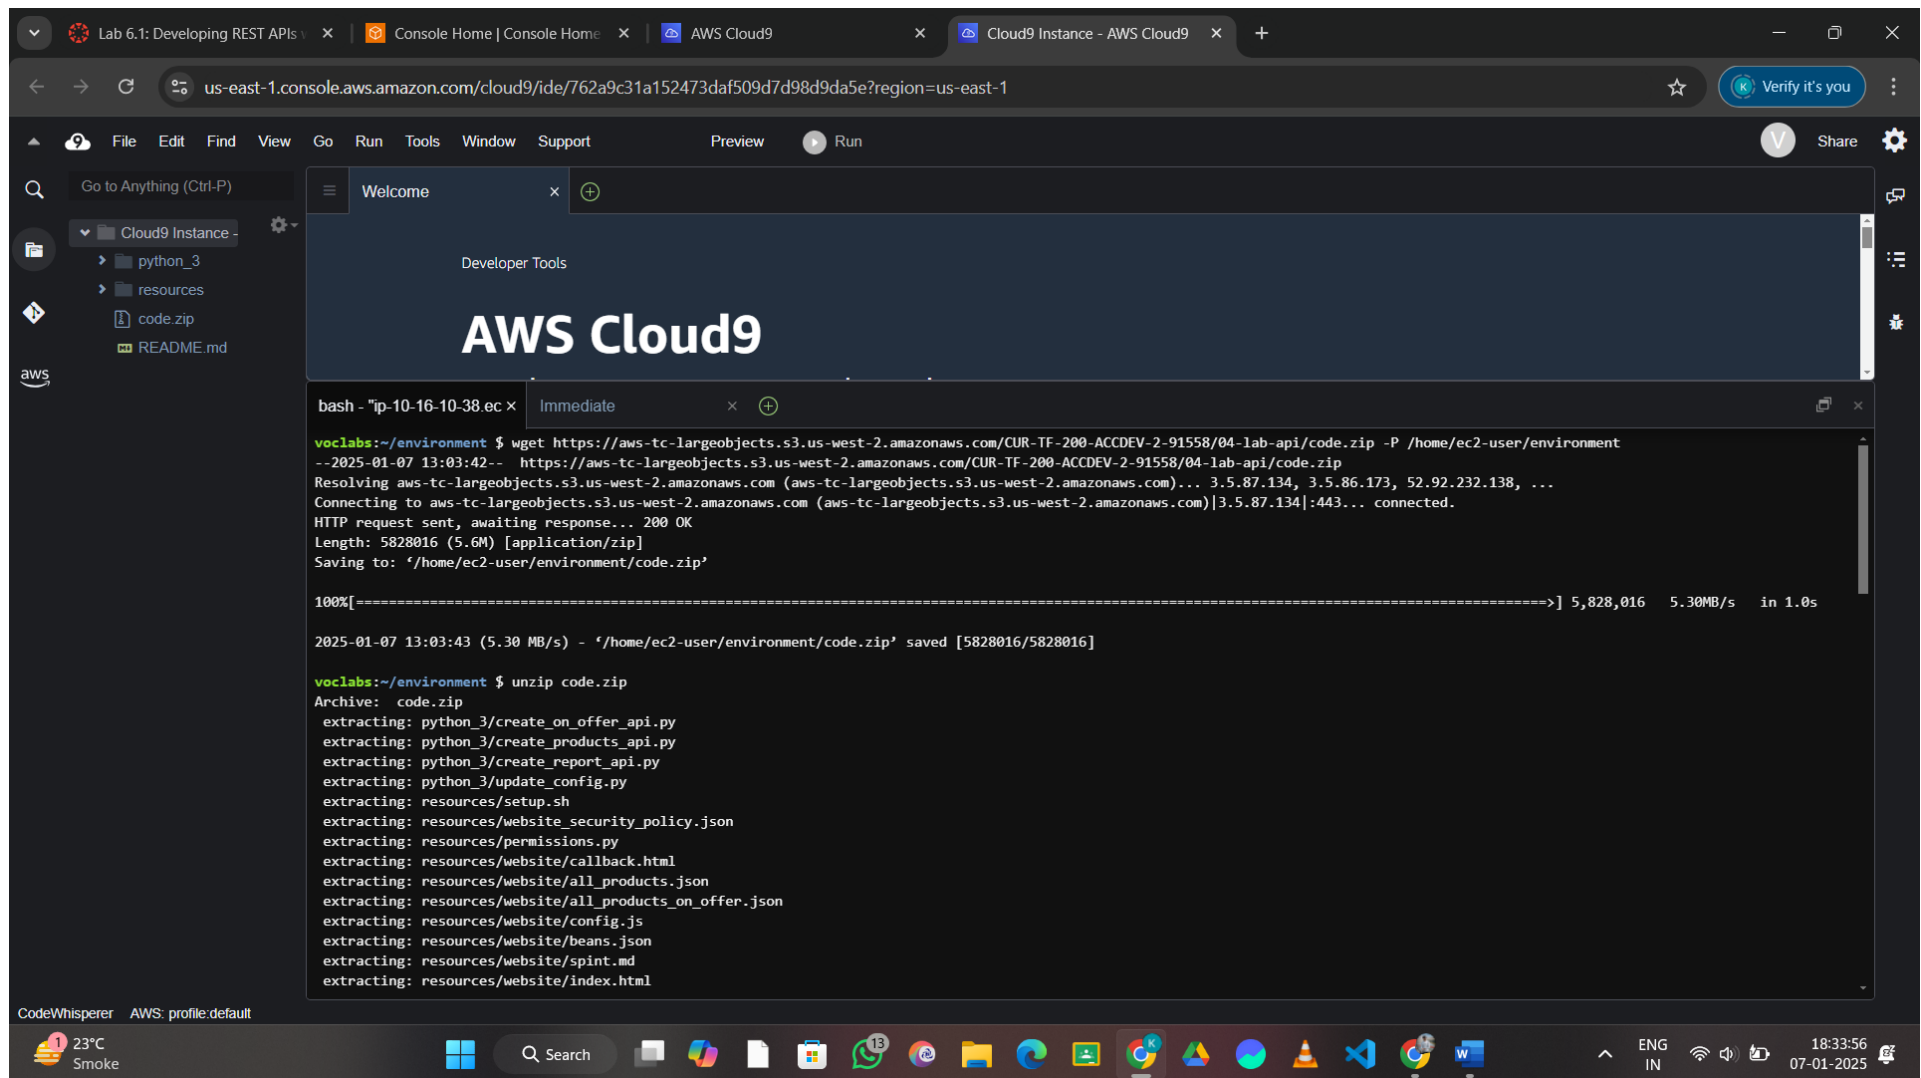 Lab 6.1: Developing REST APIs
Console Home | Console Home
AWS Cloud9
Cloud9 Instance - AWS Cloud9
us-east-1.console.aws.amazon.com/cloud9/ide/762a9c31a152473daf509d7d98d9da5e?region=us-east-1
K
Verify it's you
9
File Edit Find View Go Run Tools Window Support Preview Run
V
Share
Go to Anything (Ctrl-P)
Welcome
Cloud9 Instance -
python_3
resources
code.zip
README.md
aws
Developer Tools
AWS Cloud9
bash - "ip-10-16-10-38.ec
Immediate
voclabs:~/environment $ wget https://aws-tc-largeobjects.s3.us-west-2.amazonaws.com/CUR-TF-200-ACCDEV-2-91558/04-lab-api/code.zip -P /home/ec2-user/environment
--2025-01-07 13:03:42-- https://aws-tc-largeobjects.s3.us-west-2.amazonaws.com/CUR-TF-200-ACCDEV-2-91558/04-lab-api/code.zip
Resolving aws-tc-largeobjects.s3.us-west-2.amazonaws.com (aws-tc-largeobjects.s3.us-west-2.amazonaws.com)... 3.5.87.134, 3.5.86.173, 52.92.232.138, ...
Connecting to aws-tc-largeobjects.s3.us-west-2.amazonaws.com (aws-tc-largeobjects.s3.us-west-2.amazonaws.com)|3.5.87.134|:443... connected.
HTTP request sent, awaiting response... 200 OK
Length: 5828016 (5.6M) [application/zip]
Saving to: ‘/home/ec2-user/environment/code.zip’
100%[=================================================================================================================================================>] 5,828,016 5.30MB/s in 1.0s
2025-01-07 13:03:43 (5.30 MB/s) - ‘/home/ec2-user/environment/code.zip’ saved [5828016/5828016]
voclabs:~/environment $ unzip code.zip
Archive: code.zip
extracting: python_3/create_on_offer_api.py
extracting: python_3/create_products_api.py
extracting: python_3/create_report_api.py
extracting: python_3/update_config.py
extracting: resources/setup.sh
extracting: resources/website_security_policy.json
extracting: resources/permissions.py
extracting: resources/website/callback.html
extracting: resources/website/all_products.json
extracting: resources/website/all_products_on_offer.json
extracting: resources/website/config.js
extracting: resources/website/beans.json
extracting: resources/website/spint.md
extracting: resources/website/index.html
CodeWhisperer AWS: profile:default
1
23°C
Smoke
Search
13
K
W
ENG
IN
18:33:56
07-01-2025